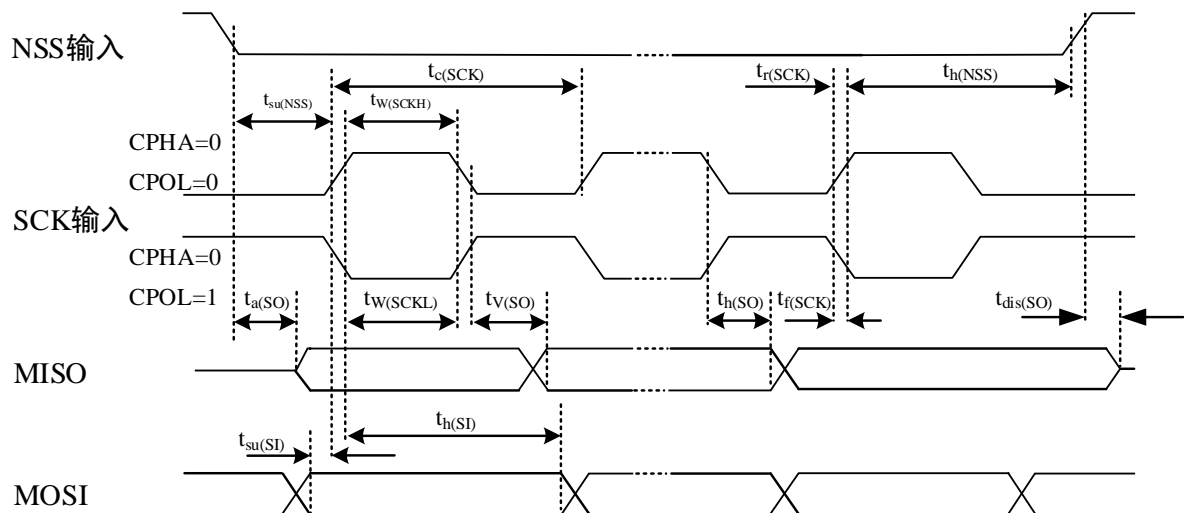 NSS输入
tc(SCK)
tr(SCK)
th(NSS)
tsu(NSS)
tW(SCKH)
CPHA=0
CPOL=0
SCK输入
CPHA=0
CPOL=1
ta(SO)
tW(SCKL)
tV(SO)
th(SO)
tf(SCK)
tdis(SO)
MISO
tsu(SI)
th(SI)
MOSI